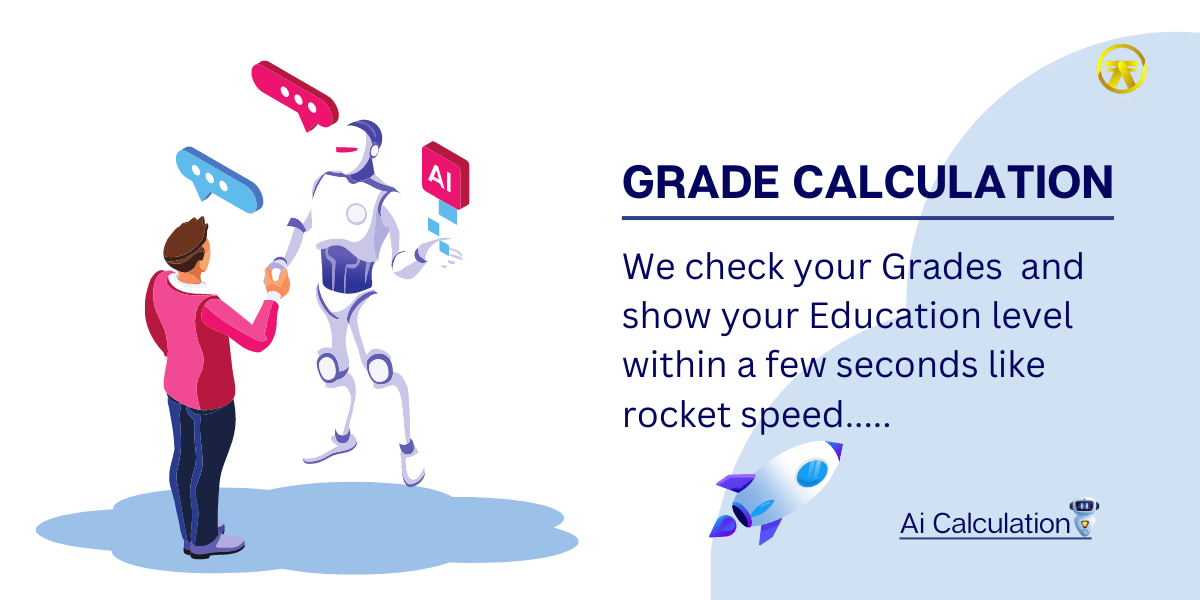 AI
GRADE CALCULATION
We check your Grades  and
show your Education level
within a few seconds like
rocket speed.....
Ai Calculation